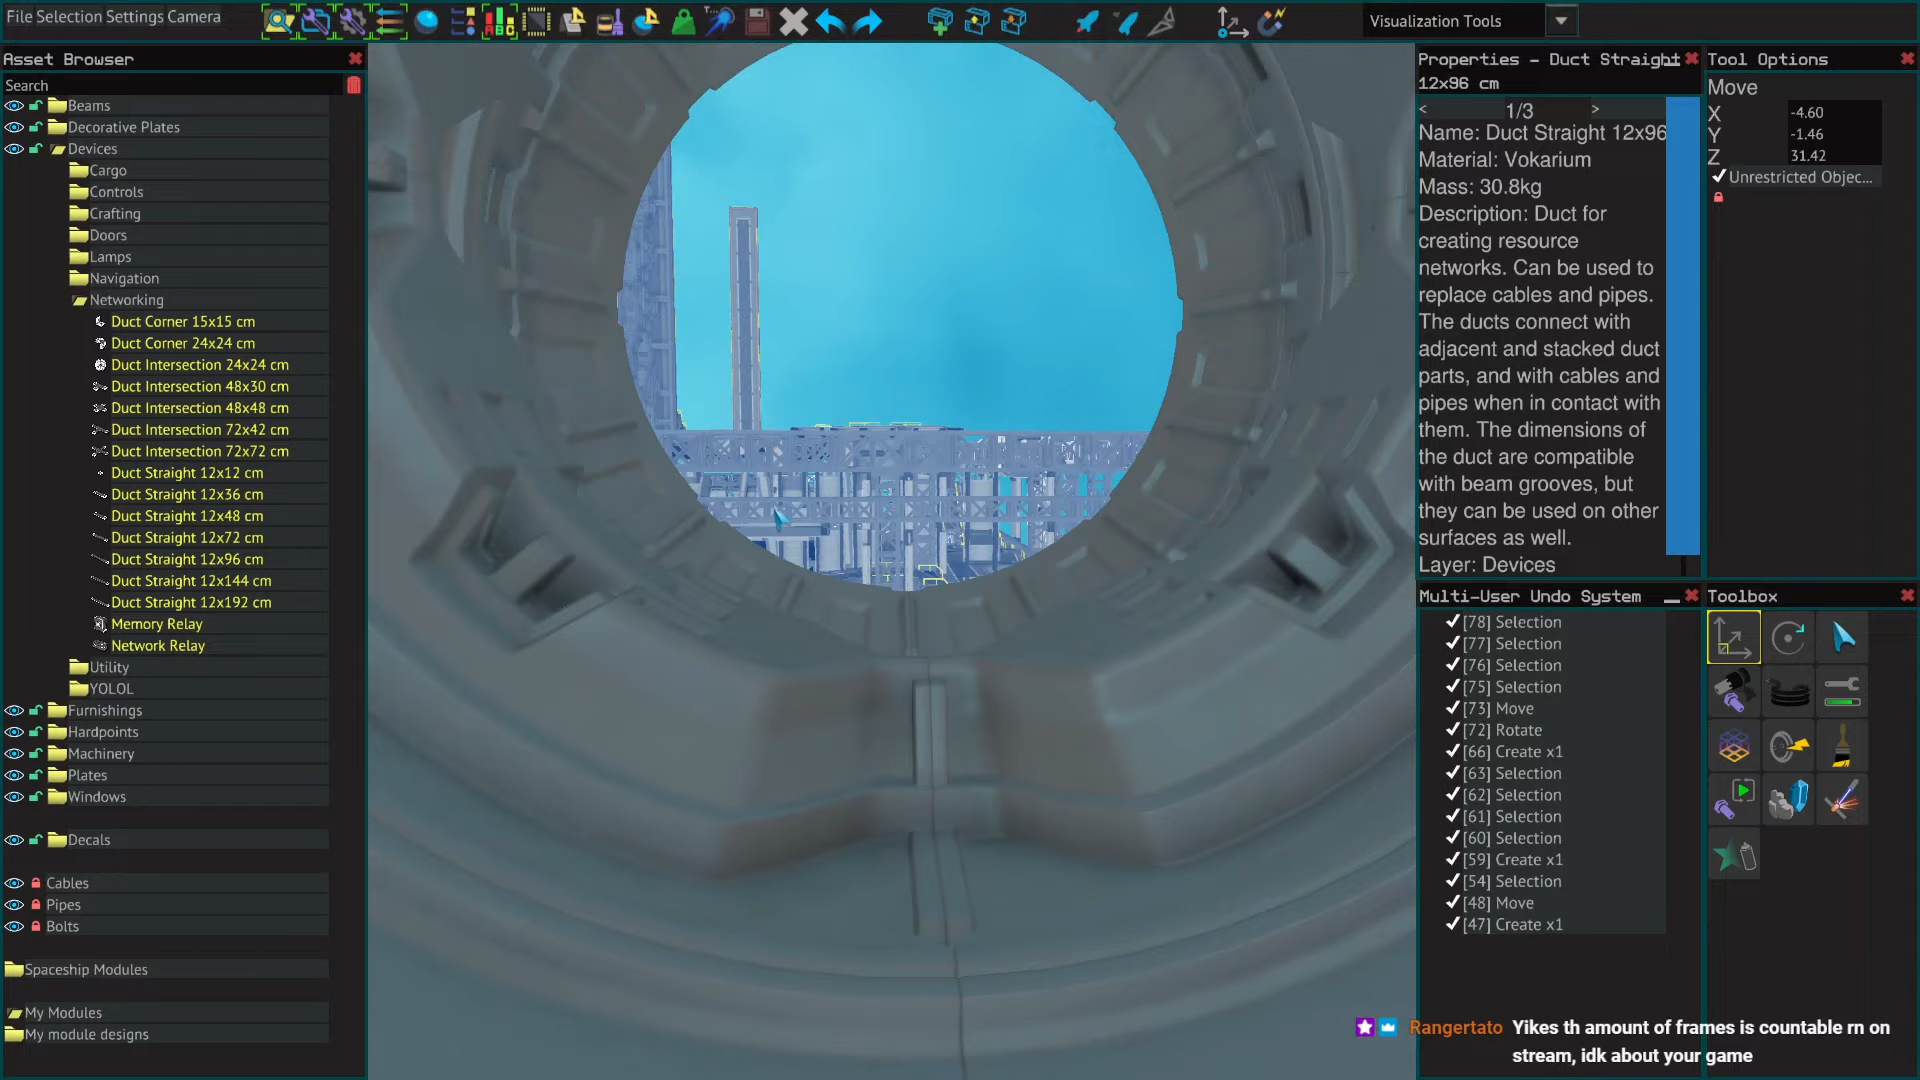 File Selection Settings Camera
Visualization Tools
Asset Browser
Search
Beams
Decorative Plates
Devices
Cargo
Controls
Crafting
Doors
Lamps
Navigation
Networking
Duct Corner 15x15 cm
Duct Corner 24x24 cm
Duct Intersection 24x24 cm
Duct Intersection 48x30 cm
Duct Intersection 48x48 cm
Duct Intersection 72x42 cm
Duct Intersection 72x72 cm
Duct Straight 12x12 cm
Duct Straight 12x36 cm
Duct Straight 12x48 cm
Duct Straight 12x72 cm
Duct Straight 12x96 cm
Duct Straight 12x144 cm
Duct Straight 12x192 cm
Memory Relay
Network Relay
Utility
YOLOL
Furnishings
Hardpoints
Machinery
Plates
Windows
Decals
Cables
Pipes
Bolts
Spaceship Modules
My Modules
My module designs
Properties - Duct Straight
12x96 cm
< 1/3 >
Name: Duct Straight 12x96
Material: Vokarium
Mass: 30.8kg
Description: Duct for
creating resource
networks. Can be used to
replace cables and pipes.
The ducts connect with
adjacent and stacked duct
parts, and with cables and
pipes when in contact with
them. The dimensions of
the duct are compatible
with beam grooves, but
they can be used on other
surfaces as well.
Layer: Devices
Tool Options
Move
X -4.60
Y -1.46
Z 31.42
Unrestricted Objec...
Multi-User Undo System
[78] Selection
[77] Selection
[76] Selection
[75] Selection
[73] Move
[72] Rotate
[66] Create x1
[63] Selection
[62] Selection
[61] Selection
[60] Selection
[59] Create x1
[54] Selection
[48] Move
[47] Create x1
Toolbox
Rangertato Yikes th amount of frames is countable rn on
stream, idk about your game